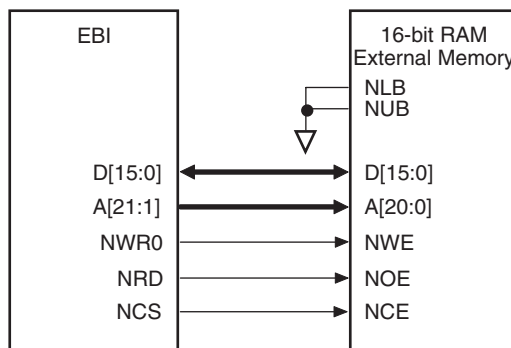 EBI
16-bit RAM
External Memory
NLB
NUB
D[15:0] D[15:0]
A[21:1] A[20:0]
NWR0 NWE
NRD NOE
NCS NCE